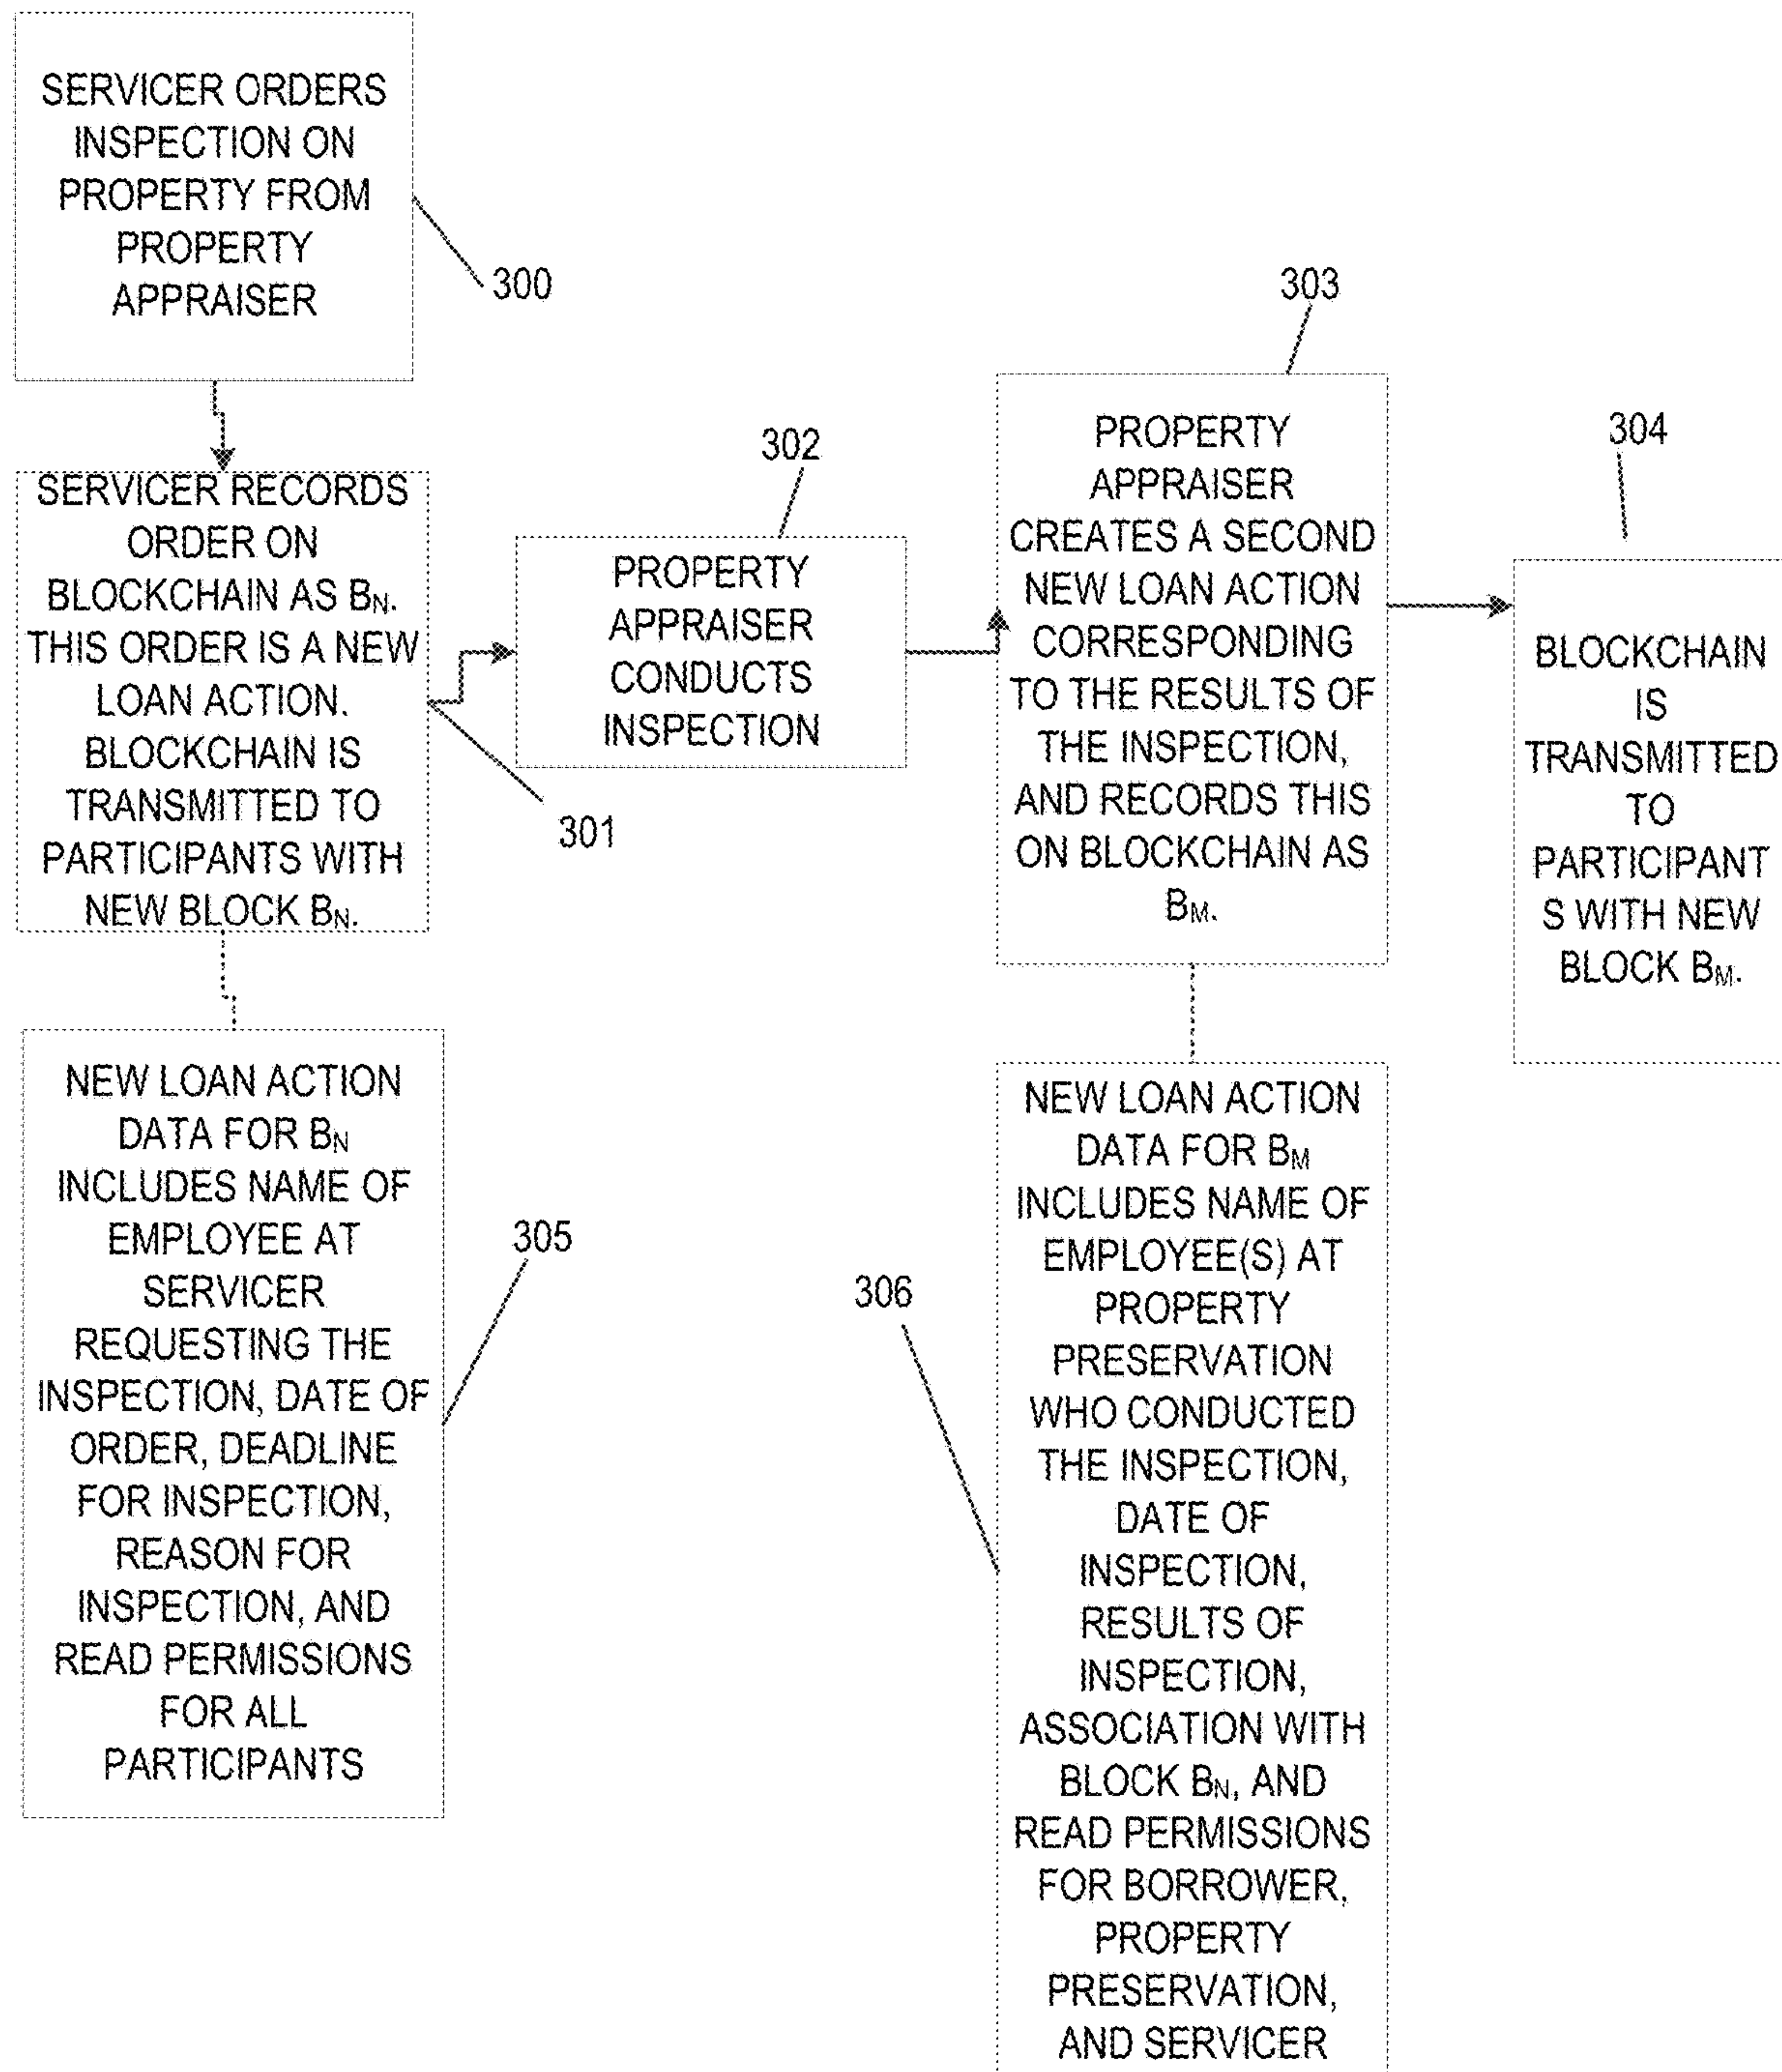 SERVICER ORDERS
INSPECTION ON
PROPERTY FROM
PROPERTY
APPRAISER
300
SERVICER RECORDS
ORDER ON
BLOCKCHAIN AS BN.
THIS ORDER IS A NEW
LOAN ACTION.
BLOCKCHAIN IS
TRANSMITTED TO
PARTICIPANTS WITH
NEW BLOCK BN.
301
302
PROPERTY
APPRAISER
CONDUCTS
INSPECTION
303
PROPERTY
APPRAISER
CREATES A SECOND
NEW LOAN ACTION
CORRESPONDING
TO THE RESULTS OF
THE INSPECTION,
AND RECORDS THIS
ON BLOCKCHAIN AS
BM.
304
BLOCKCHAIN
IS
TRANSMITTED
TO
PARTICIPANT
S WITH NEW
BLOCK BM.
NEW LOAN ACTION
DATA FOR BN
INCLUDES NAME OF
EMPLOYEE AT
SERVICER
REQUESTING THE
INSPECTION, DATE OF
ORDER, DEADLINE
FOR INSPECTION,
REASON FOR
INSPECTION, AND
READ PERMISSIONS
FOR ALL
PARTICIPANTS
305
306
NEW LOAN ACTION
DATA FOR BM
INCLUDES NAME OF
EMPLOYEE(S) AT
PROPERTY
PRESERVATION
WHO CONDUCTED
THE INSPECTION,
DATE OF
INSPECTION,
RESULTS OF
INSPECTION,
ASSOCIATION WITH
BLOCK BN, AND
READ PERMISSIONS
FOR BORROWER,
PROPERTY
PRESERVATION,
AND SERVICER